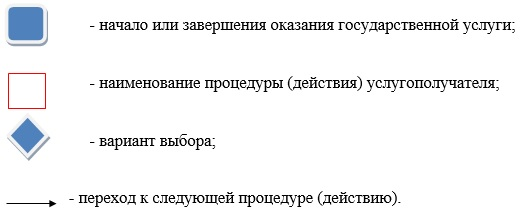 - начало или завершения оказания государственной услуги;
- наименование процедуры (действия) услугополучателя;
- вариант выбора;
- переход к следующей процедуре (действию).